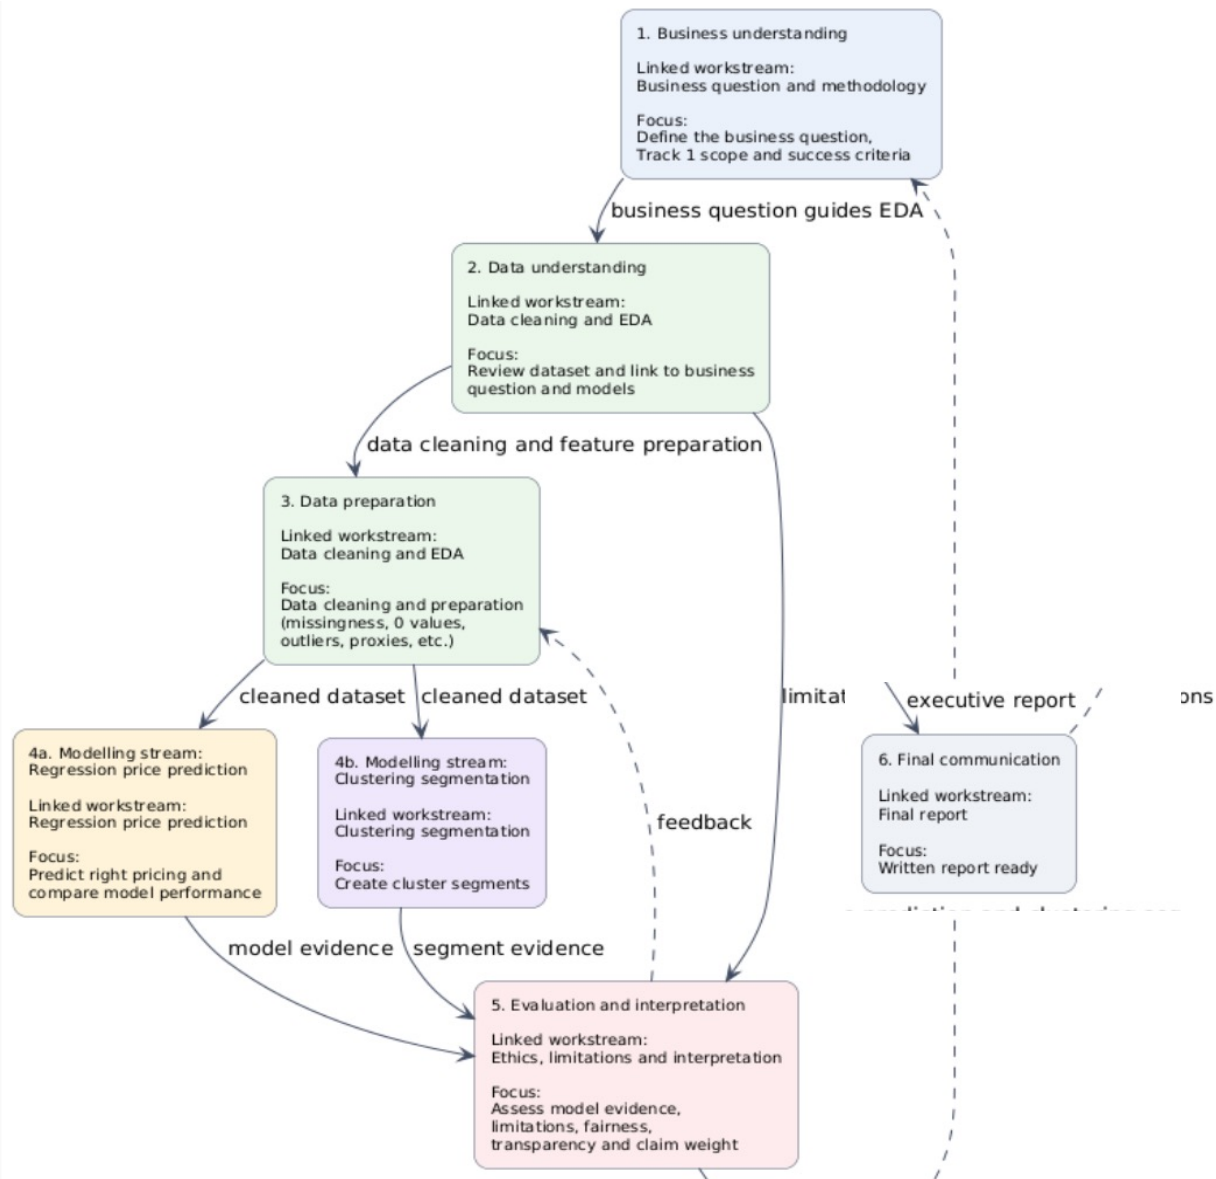 1. Business understanding
Linked workstream:
Business question and methodology
Focus:
Define the business question,
Track 1 scope and success criteria
business question guides EDA
2. Data understanding
Linked workstream:
Data cleaning and EDA
Focus:
Review dataset and link to business
question and models
data cleaning and feature preparation
3. Data preparation
Linked workstream:
Data cleaning and EDA
Focus:
Data cleaning and preparation
(missingness, 0 values,
outliers, proxies, etc.)
cleaned dataset
cleaned dataset
4a. Modelling stream:
Regression price prediction
Linked workstream:
Regression price prediction
Focus:
Predict right pricing and
compare model performance
4b. Modelling stream:
Clustering segmentation
Linked workstream:
Clustering segmentation
Focus:
Create cluster segments
feedback
executive report
6. Final communication
Linked workstream:
Final report
Focus:
Written report ready
model evidence
segment evidence
5. Evaluation and interpretation
Linked workstream:
Ethics, limitations and interpretation
Focus:
Assess model evidence,
limitations, fairness,
transparency and claim weight